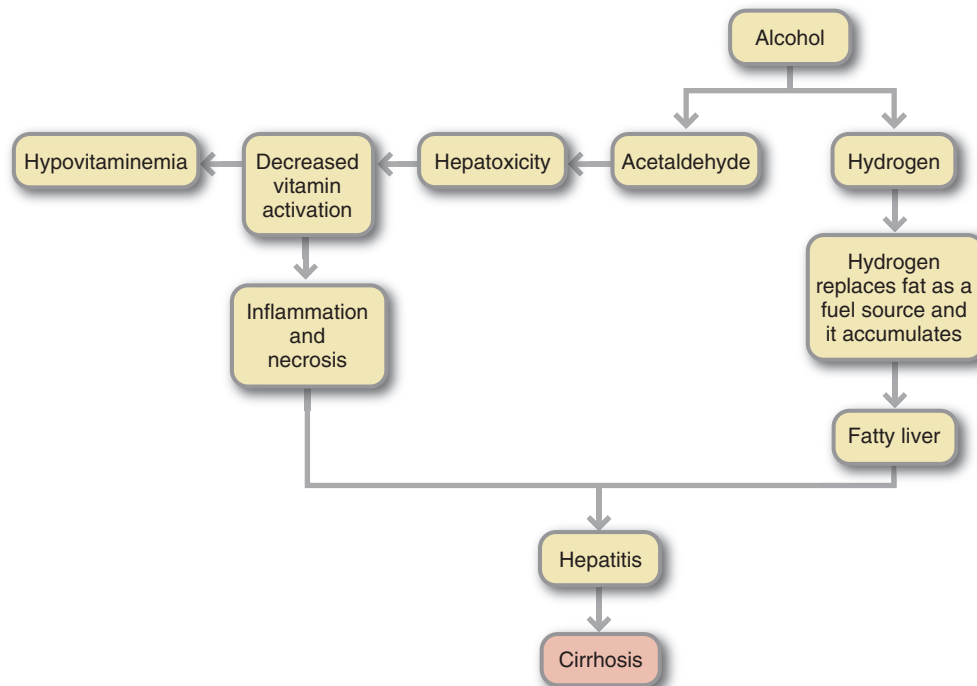 Alcohol
Hypovitaminemia
Decreased
vitamin
activation
Hepatoxicity
Acetaldehyde
Hydrogen
Inflammation
and
necrosis
Hydrogen
replaces fat as a
fuel source and
it accumulates
Fatty liver
Hepatitis
Cirrhosis